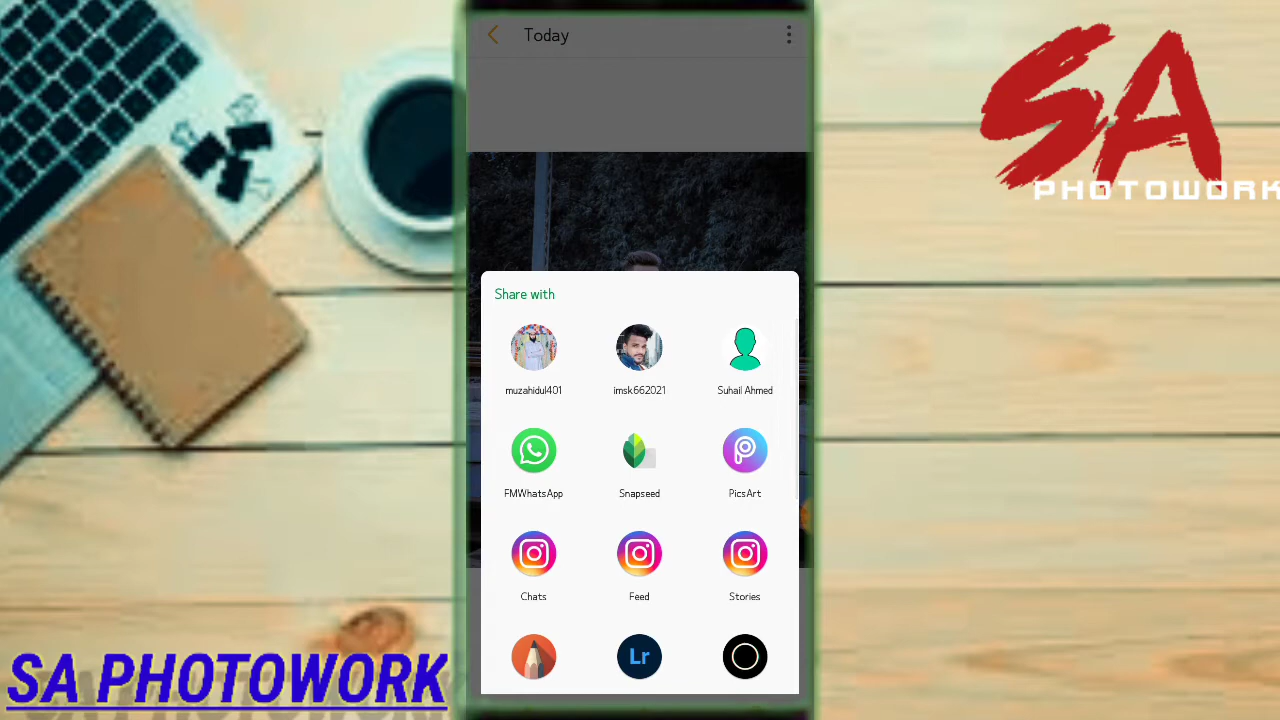 Today
SA
PHOTOWORK
Share with
muzahidul401
imsk662021
Suhail Ahmed
FMWhatsApp
Snapseed
PicsArt
Chats
Feed
Stories
Lr
SA PHOTOWORK